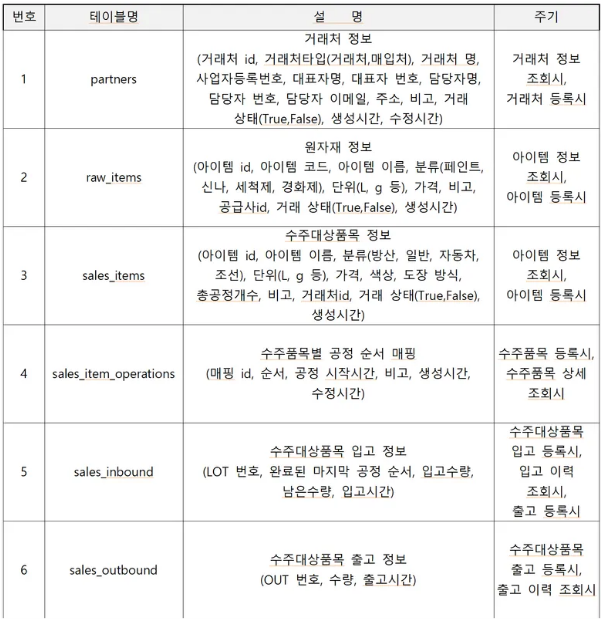 번호 테이블명 설 명 주기
1 partners
거래처 정보
(거래처 id, 거래처타입(거래처,매입처), 거래처 명,
사업자등록번호, 대표자명, 대표자 번호, 담당자명,
담당자 번호, 담당자 이메일, 주소, 비고, 거래
상태(True,False), 생성시간, 수정시간)
거래처 정보
조회시,
거래처 등록시
2 raw_items
원자재 정보
(아이템 id, 아이템 코드, 아이템 이름, 분류(페인트,
신나, 세척제, 경화제), 단위(L, g 등), 가격, 비고,
공급사id, 거래 상태(True,False), 생성시간)
아이템 정보
조회시,
아이템 등록시
3 sales_items
수주대상품목 정보
(아이템 id, 아이템 이름, 분류(방산, 일반, 자동차,
조선), 단위(L, g 등), 가격, 색상, 도장 방식,
총공정개수, 비고, 거래처id, 거래 상태(True,False),
생성시간)
아이템 정보
조회시,
아이템 등록시
4 sales_item_operations
수주품목별 공정 순서 매핑
(매핑 id, 순서, 공정 시작시간, 비고, 생성시간,
수정시간)
수주품목 등록시,
수주품목 상세
조회시
5 sales_inbound
수주대상품목 입고 정보
(LOT 번호, 완료된 마지막 공정 순서, 입고수량,
남은수량, 입고시간)
수주대상품목
입고 등록시,
입고 이력
조회시,
출고 등록시
6 sales_outbound
수주대상품목 출고 정보
(OUT 번호, 수량, 출고시간)
수주대상품목
출고 등록시,
출고 이력 조회시